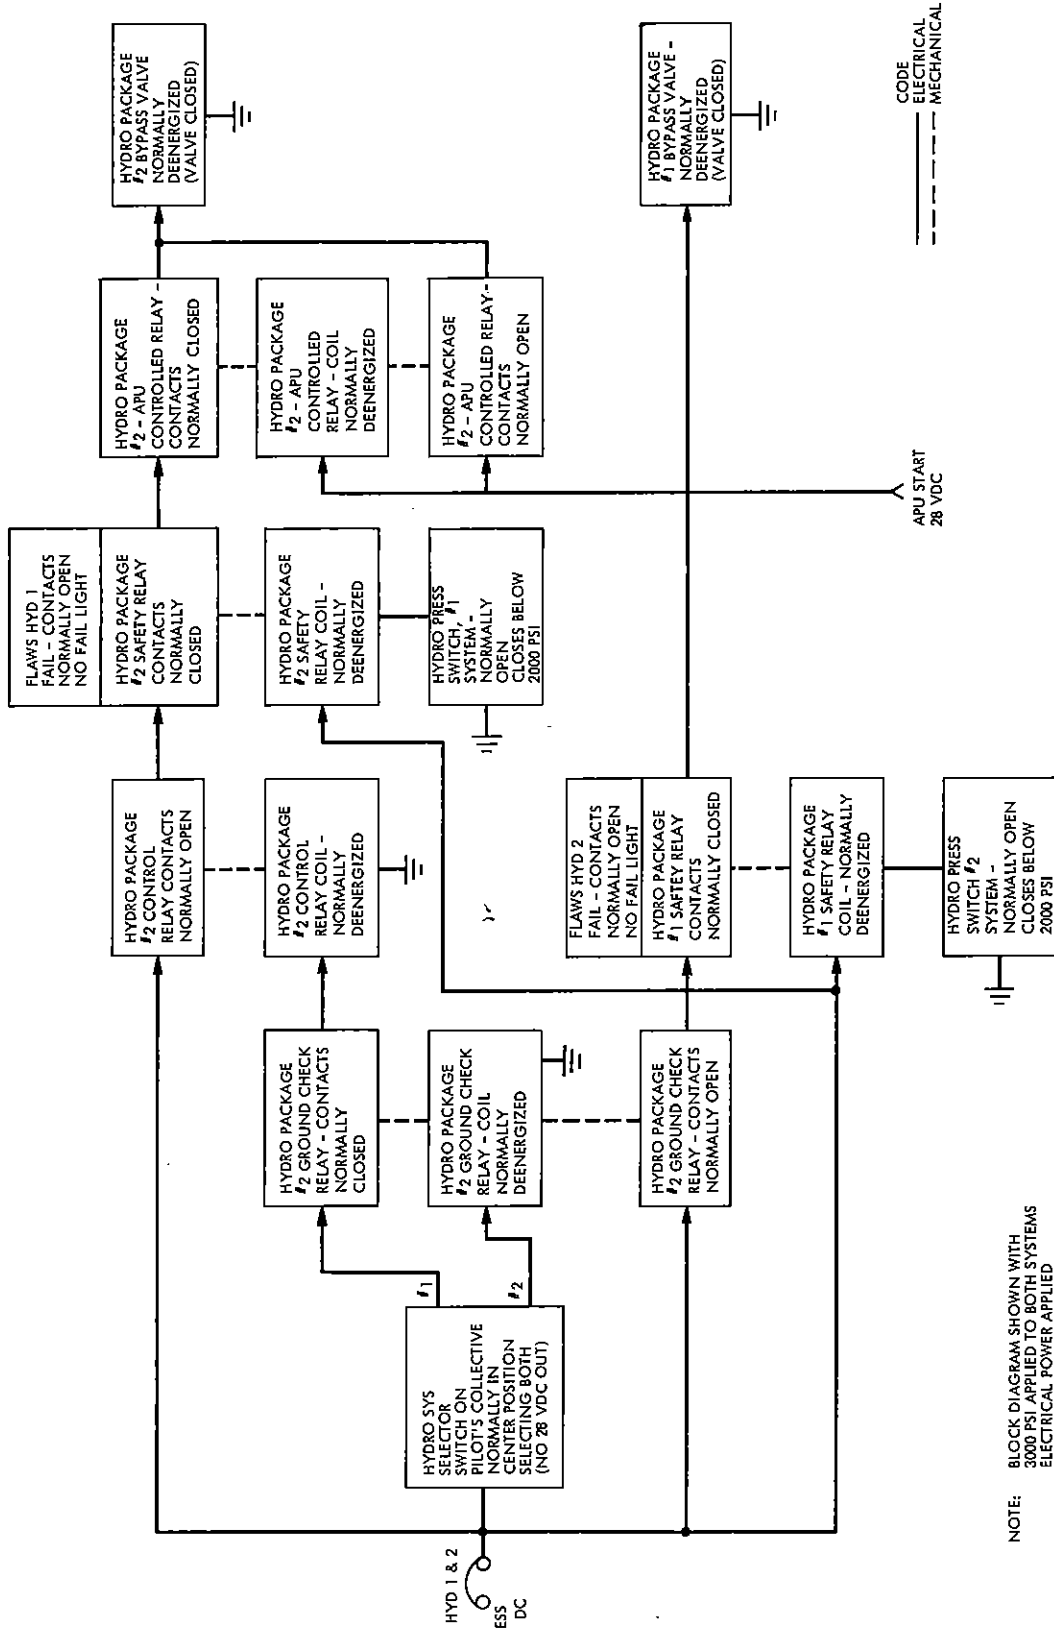 HYD 1 & 2
ESS
DC
HYDRO SYS
SELECTOR
SWITCH ON
PILOT'S COLLECTIVE
NORMALLY IN
CENTER POSITION
SELECTING BOTH
(NO 28 VDC OUT)
#1
#2
HYDRO PACKAGE
#2 GROUND CHECK
RELAY - CONTACTS
NORMALLY
CLOSED
HYDRO PACKAGE
#2 GROUND CHECK
RELAY - COIL
NORMALLY
DEENERGIZED
HYDRO PACKAGE
#2 GROUND CHECK
RELAY - CONTACTS
NORMALLY OPEN
HYDRO PACKAGE
#2 CONTROL
RELAY CONTACTS
NORMALLY OPEN
HYDRO PACKAGE
#2 CONTROL
RELAY COIL-
NORMALLY
DEENERGIZED
FLAWS HYD 2
FAIL - CONTACTS
NORMALLY OPEN
NO FAIL LIGHT
HYDRO PACKAGE
#1 SAFTEY RELAY
CONTACTS
NORMALLY CLOSED
HYDRO PACKAGE
#1 SAFETY RELAY
COIL - NORMALLY
DEENERGIZED
HYDRO PRESS
SWITCH #2
SYSTEM -
NORMALLY OPEN
CLOSES BELOW
2000 PSI
FLAWS HYD 1
FAIL - CONTACTS
NORMALLY OPEN
NO FAIL LIGHT
HYDRO PACKAGE
#2 SAFETY RELAY
CONTACTS
NORMALLY
CLOSED
HYDRO PACKAGE
#2 SAFETY
RELAY COIL -
NORMALLY
DEENERGIZED
HYDRO PRESS
SWITCH, #1
SYSTEM -
NORMALLY
OPEN
CLOSES BELOW
2000 PSI
HYDRO PACKAGE
#2 - APU
CONTROLLED RELAY -
CONTACTS
NORMALLY CLOSED
HYDRO PACKAGE
#2 - APU
CONTROLLED
RELAY - COIL
NORMALLY
DEENERGIZED
HYDRO PACKAGE
#2 - APU
CONTROLLED RELAY -
CONTACTS
NORMALLY OPEN
APU START
28 VDC
HYDRO PACKAGE
#2 BYPASS VALVE
NORMALLY
DEENERGIZED
(VALVE CLOSED)
HYDRO PACKAGE
#1 BYPASS VALVE -
NORMALLY
DEENERGIZED
(VALVE CLOSED)
CODE
ELECTRICAL
MECHANICAL
NOTE: BLOCK DIAGRAM SHOWN WITH
3000 PSI APPLIED TO BOTH SYSTEMS
ELECTRICAL POWER APPLIED